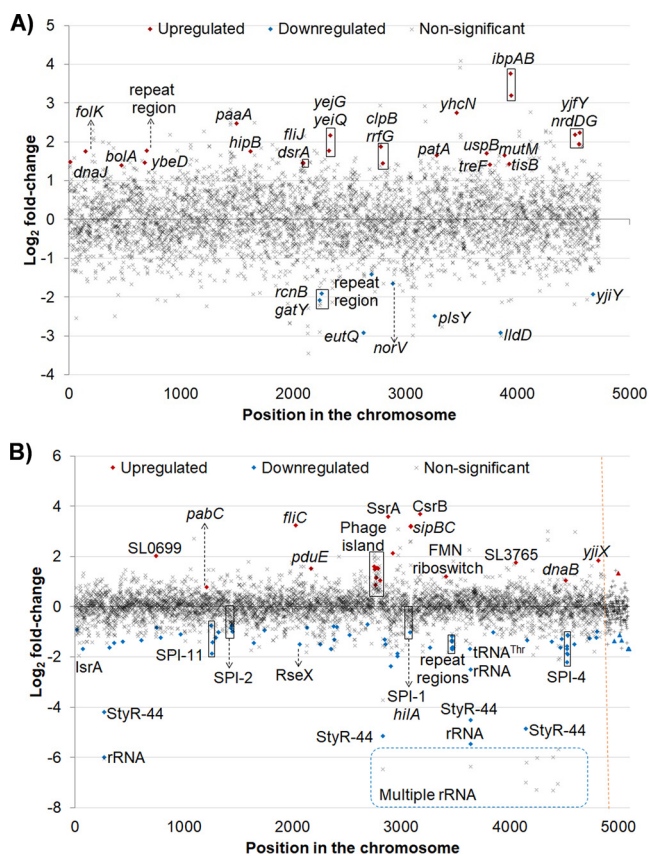 A)
Upregulated Downregulated Non-significant
ibpAB
folK
repeat
region
paaA
yejG
yeiQ
clpB
rrfG
yhcN
yjfY
nrdDG
dnaJ
bolA
ybeD
hipB
fliJ
dsrA
patA
uspB
mutM
treF
tisB
rcnB
gatY
repeat
region
eutQ
norV
plsY
lldD
yjiY
Log2 fold-change
5
4
3
2
1
0
-1
-2
-3
-4
0 1000 2000 3000 4000 5000
Position in the chromosome
B)
Upregulated Downregulated Non-significant
pabC
SL0699
fliC
pduE
Phage
island
SsrA
CsrB
sipBC
FMN
riboswitch
SL3765
dnaB
yjiX
lsrA
SPI-11
SPI-2
RseX
SPI-1
hilA
repeat
regions
tRNAThr
rRNA
SPI-4
StyR-44
rRNA
StyR-44
StyR-44
rRNA
StyR-44
Multiple rRNA
Log2 fold-change
6
4
2
0
-2
-4
-6
-8
0 1000 2000 3000 4000 5000
Position in the chromosome